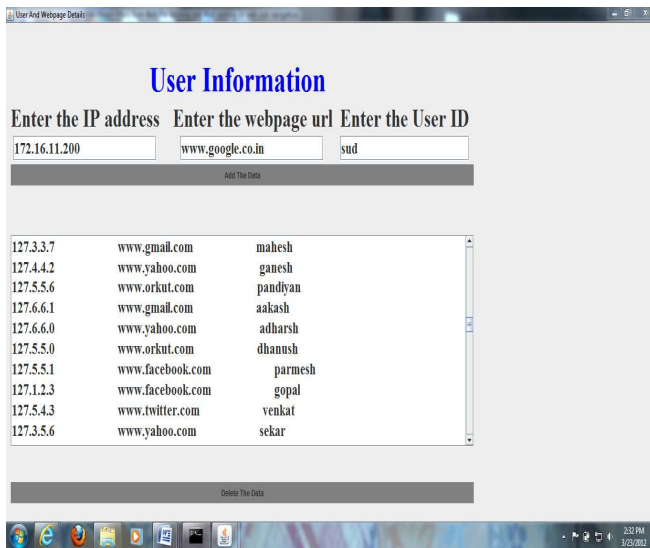 User And Webpage Details
User Information
Enter the IP address Enter the webpage url Enter the User ID
172.16.11.200 www.google.co.in sud
Add The Data
127.3.3.7 www.gmail.com mahesh
127.4.4.2 www.yahoo.com ganesh
127.5.5.6 www.orkut.com pandiyan
127.6.6.1 www.gmail.com aakash
127.6.6.0 www.yahoo.com adharsh
127.5.5.0 www.orkut.com dhanush
127.5.5.1 www.facebook.com parmesh
127.1.2.3 www.facebook.com gopal
127.5.4.3 www.twitter.com venkat
127.3.5.6 www.yahoo.com sekar
Delete The Data
2:32 PM
3/23/2012